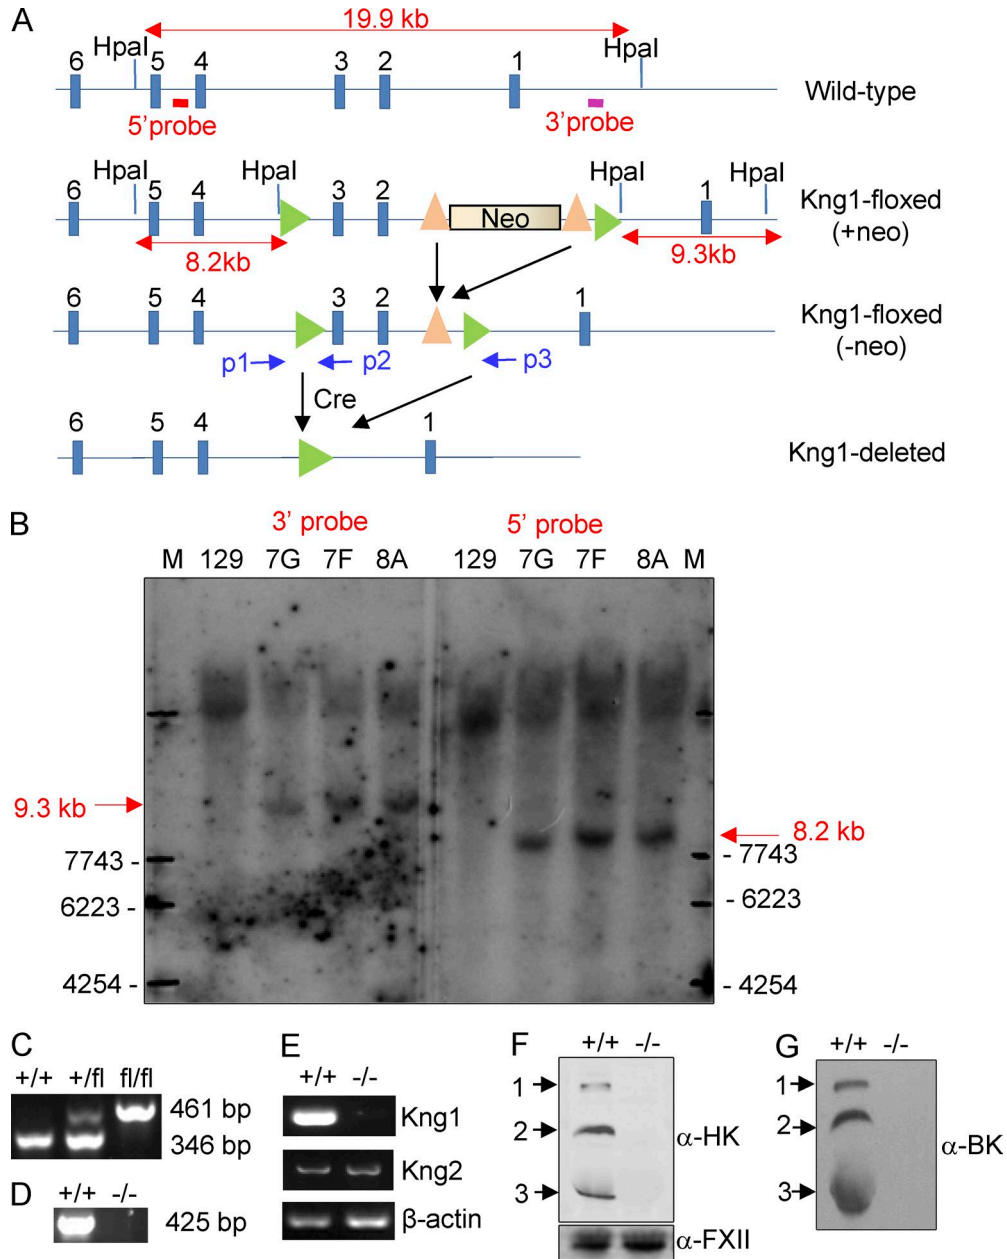 A
19.9 kb
HpaI HpaI
6 5 4 3 2 1
Wild-type
5'probe 3'probe
HpaI HpaI HpaI HpaI
6 5 4 3 2 1
Neo
Kng1-floxed
(+neo)
8.2kb 9.3kb
6 5 4 3 2 1
Kng1-floxed
(-neo)
p1 p2 p3
Cre
6 5 4 1
Kng1-deleted
B
3' probe 5' probe
M 129 7G 7F 8A 129 7G 7F 8A M
9.3 kb
8.2 kb
7743 - - 7743
6223 - - 6223
4254 - - 4254
C
+/+ +/fl fl/fl
461 bp
346 bp
D
+/+ -/-
425 bp
E
+/+ -/-
Kng1
Kng2
β-actin
F
+/+ -/-
1
2
3
α-HK
α-FXII
G
+/+ -/-
1
2
3
α-BK